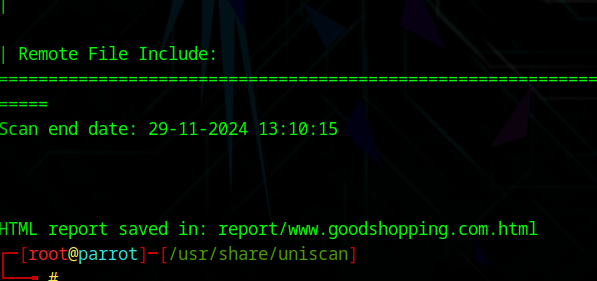 |
| Remote File Include:
============================================================
=====
Scan end date: 29-11-2024 13:10:15
HTML report saved in: report/www.goodshopping.com.html
┌─[root@parrot]─[/usr/share/uniscan]
└──╼ #